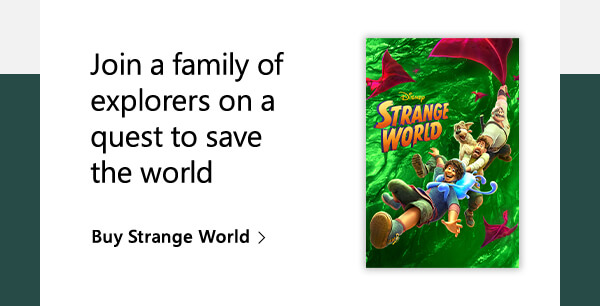 Join a family of
explorers on a
quest to save
the world
Buy Strange World
Disney
STRANGE
WORLD